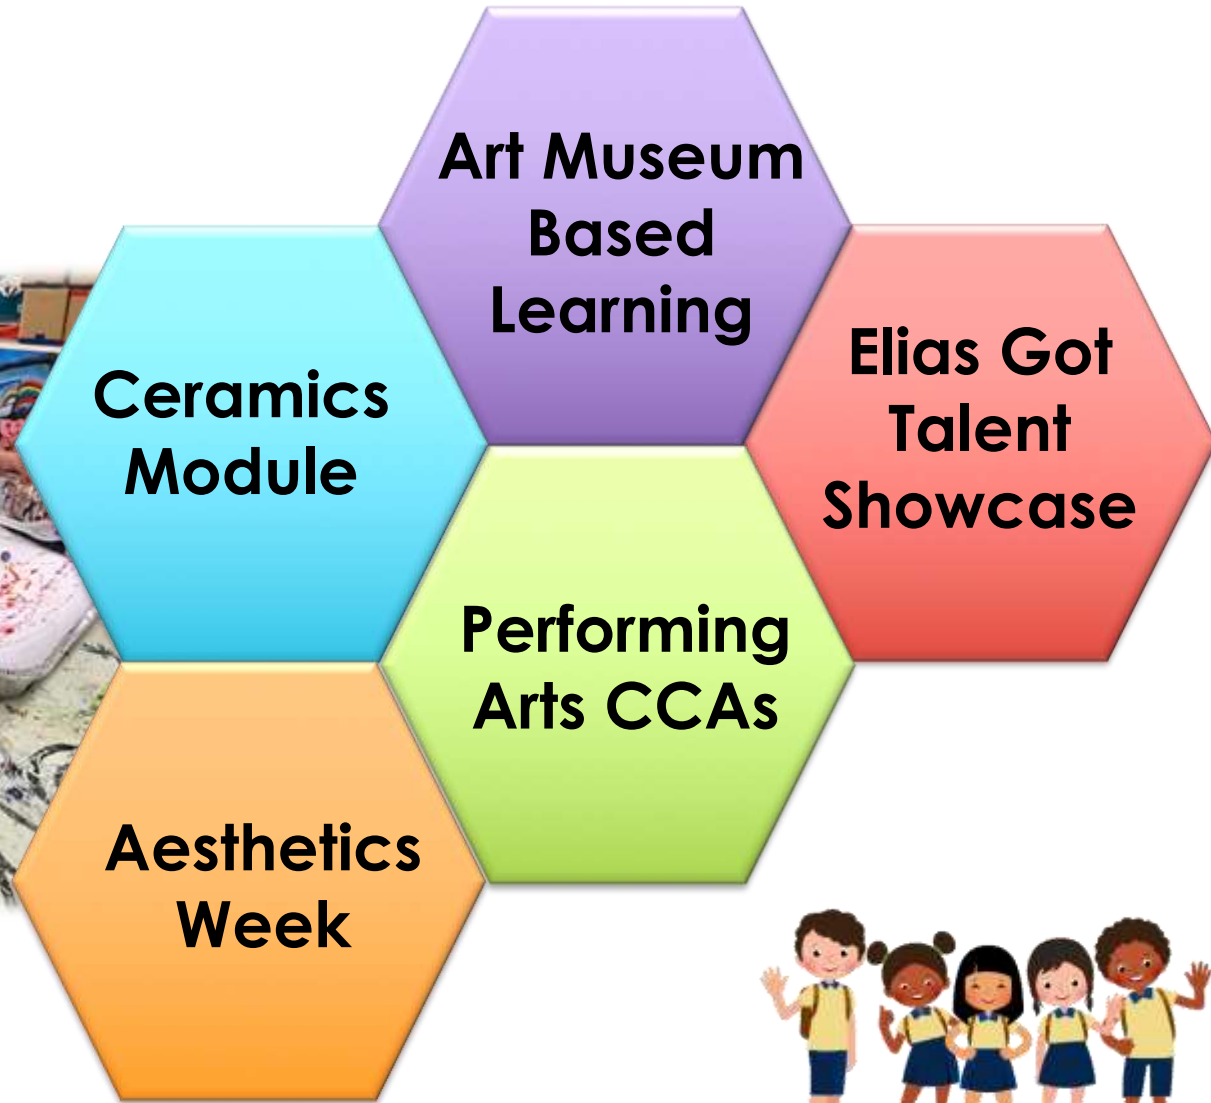 Art Museum
Based
Learning
Ceramics
Module
Elias Got
Talent
Showcase
Performing
Arts CCAs
Aesthetics
Week